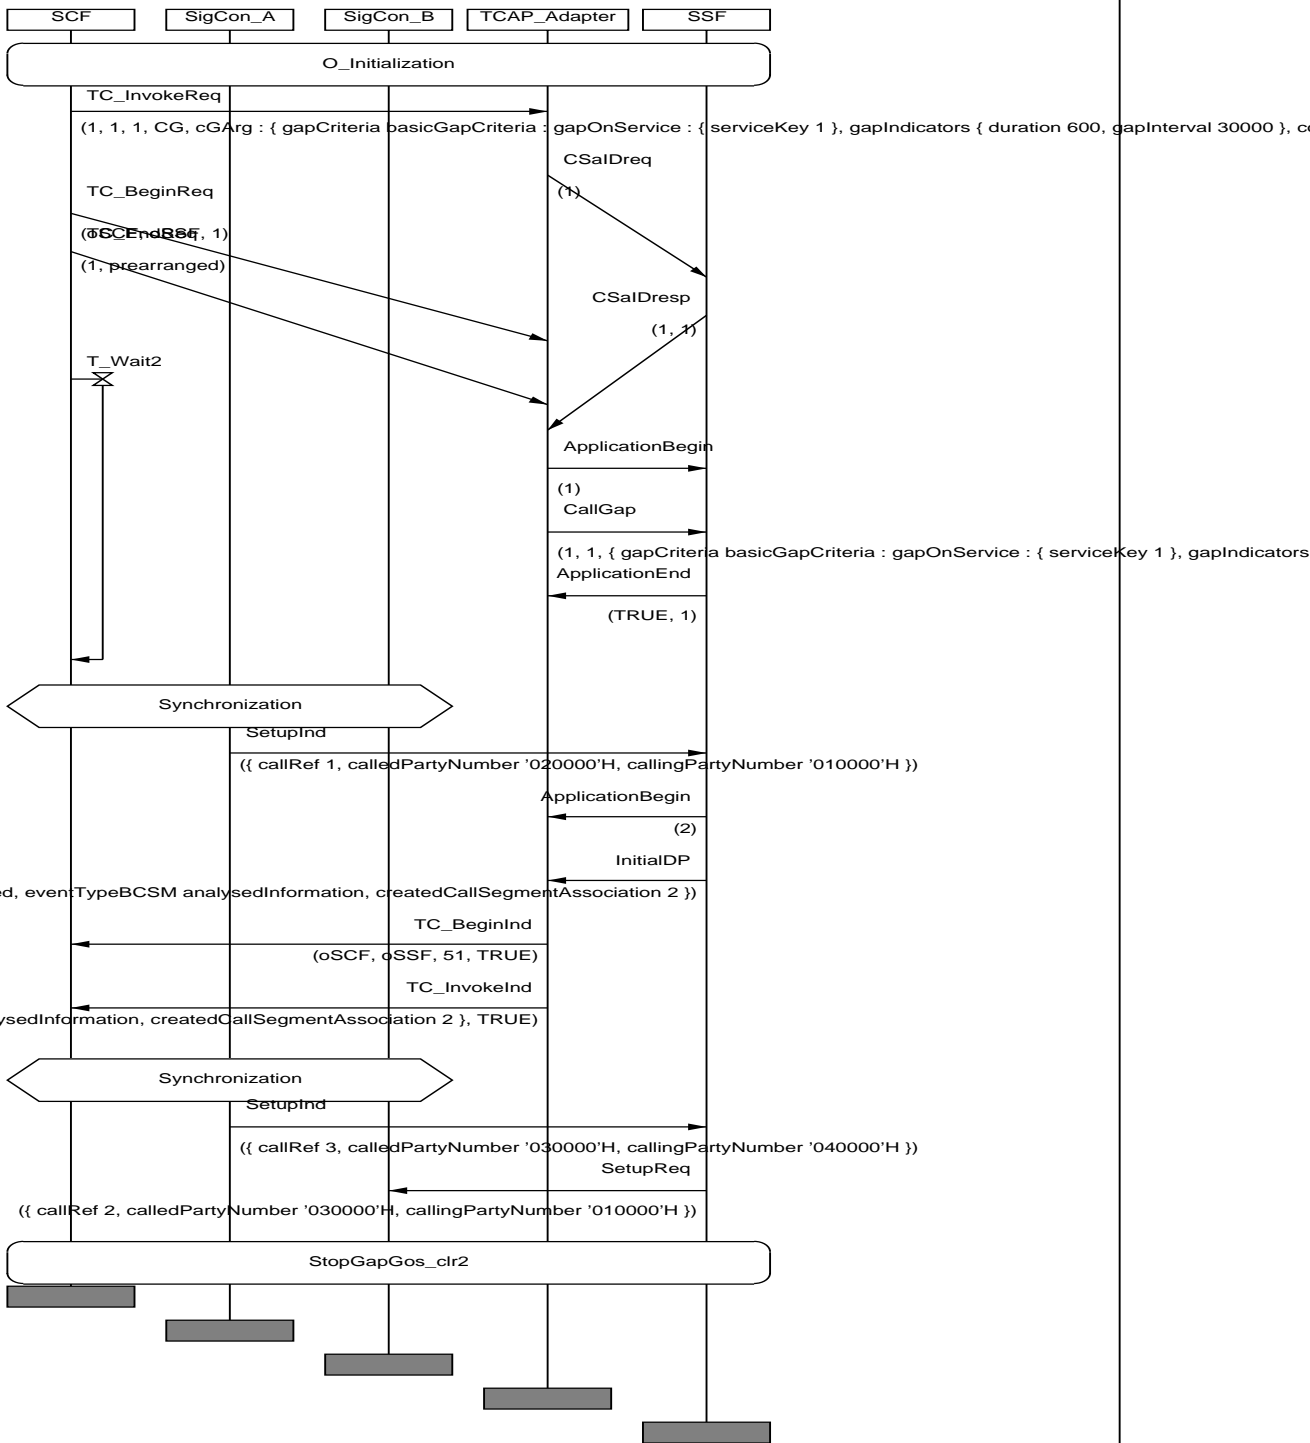 SCF SigCon_A SigCon_B TCAP_Adapter SSF
O_Initialization
TC_InvokeReq
(1, 1, 1, CG, cGArg : { gapCriteria basicGapCriteria : gapOnService : { serviceKey 1 }, gapIndicators { duration 600, gapInterval 30000 }, co
CSaIDreq
(1)
TC_BeginReq
(oSCF, oSSF, 1)
TC_EndReq
(1, prearranged)
CSaIDresp
(1, 1)
T_Wait2
ApplicationBegin
(1)
CallGap
(1, 1, { gapCriteria basicGapCriteria : gapOnService : { serviceKey 1 }, gapIndicators
ApplicationEnd
(TRUE, 1)
Synchronization
SetupInd
({ callRef 1, calledPartyNumber '020000'H, callingPartyNumber '010000'H })
ApplicationBegin
(2)
InitialDP
ed, eventTypeBCSM analysedInformation, createdCallSegmentAssociation 2 })
TC_BeginInd
(oSCF, oSSF, 51, TRUE)
TC_InvokeInd
ysedInformation, createdCallSegmentAssociation 2 }, TRUE)
Synchronization
SetupInd
({ callRef 3, calledPartyNumber '030000'H, callingPartyNumber '040000'H })
SetupReq
({ callRef 2, calledPartyNumber '030000'H, callingPartyNumber '010000'H })
StopGapGos_clr2